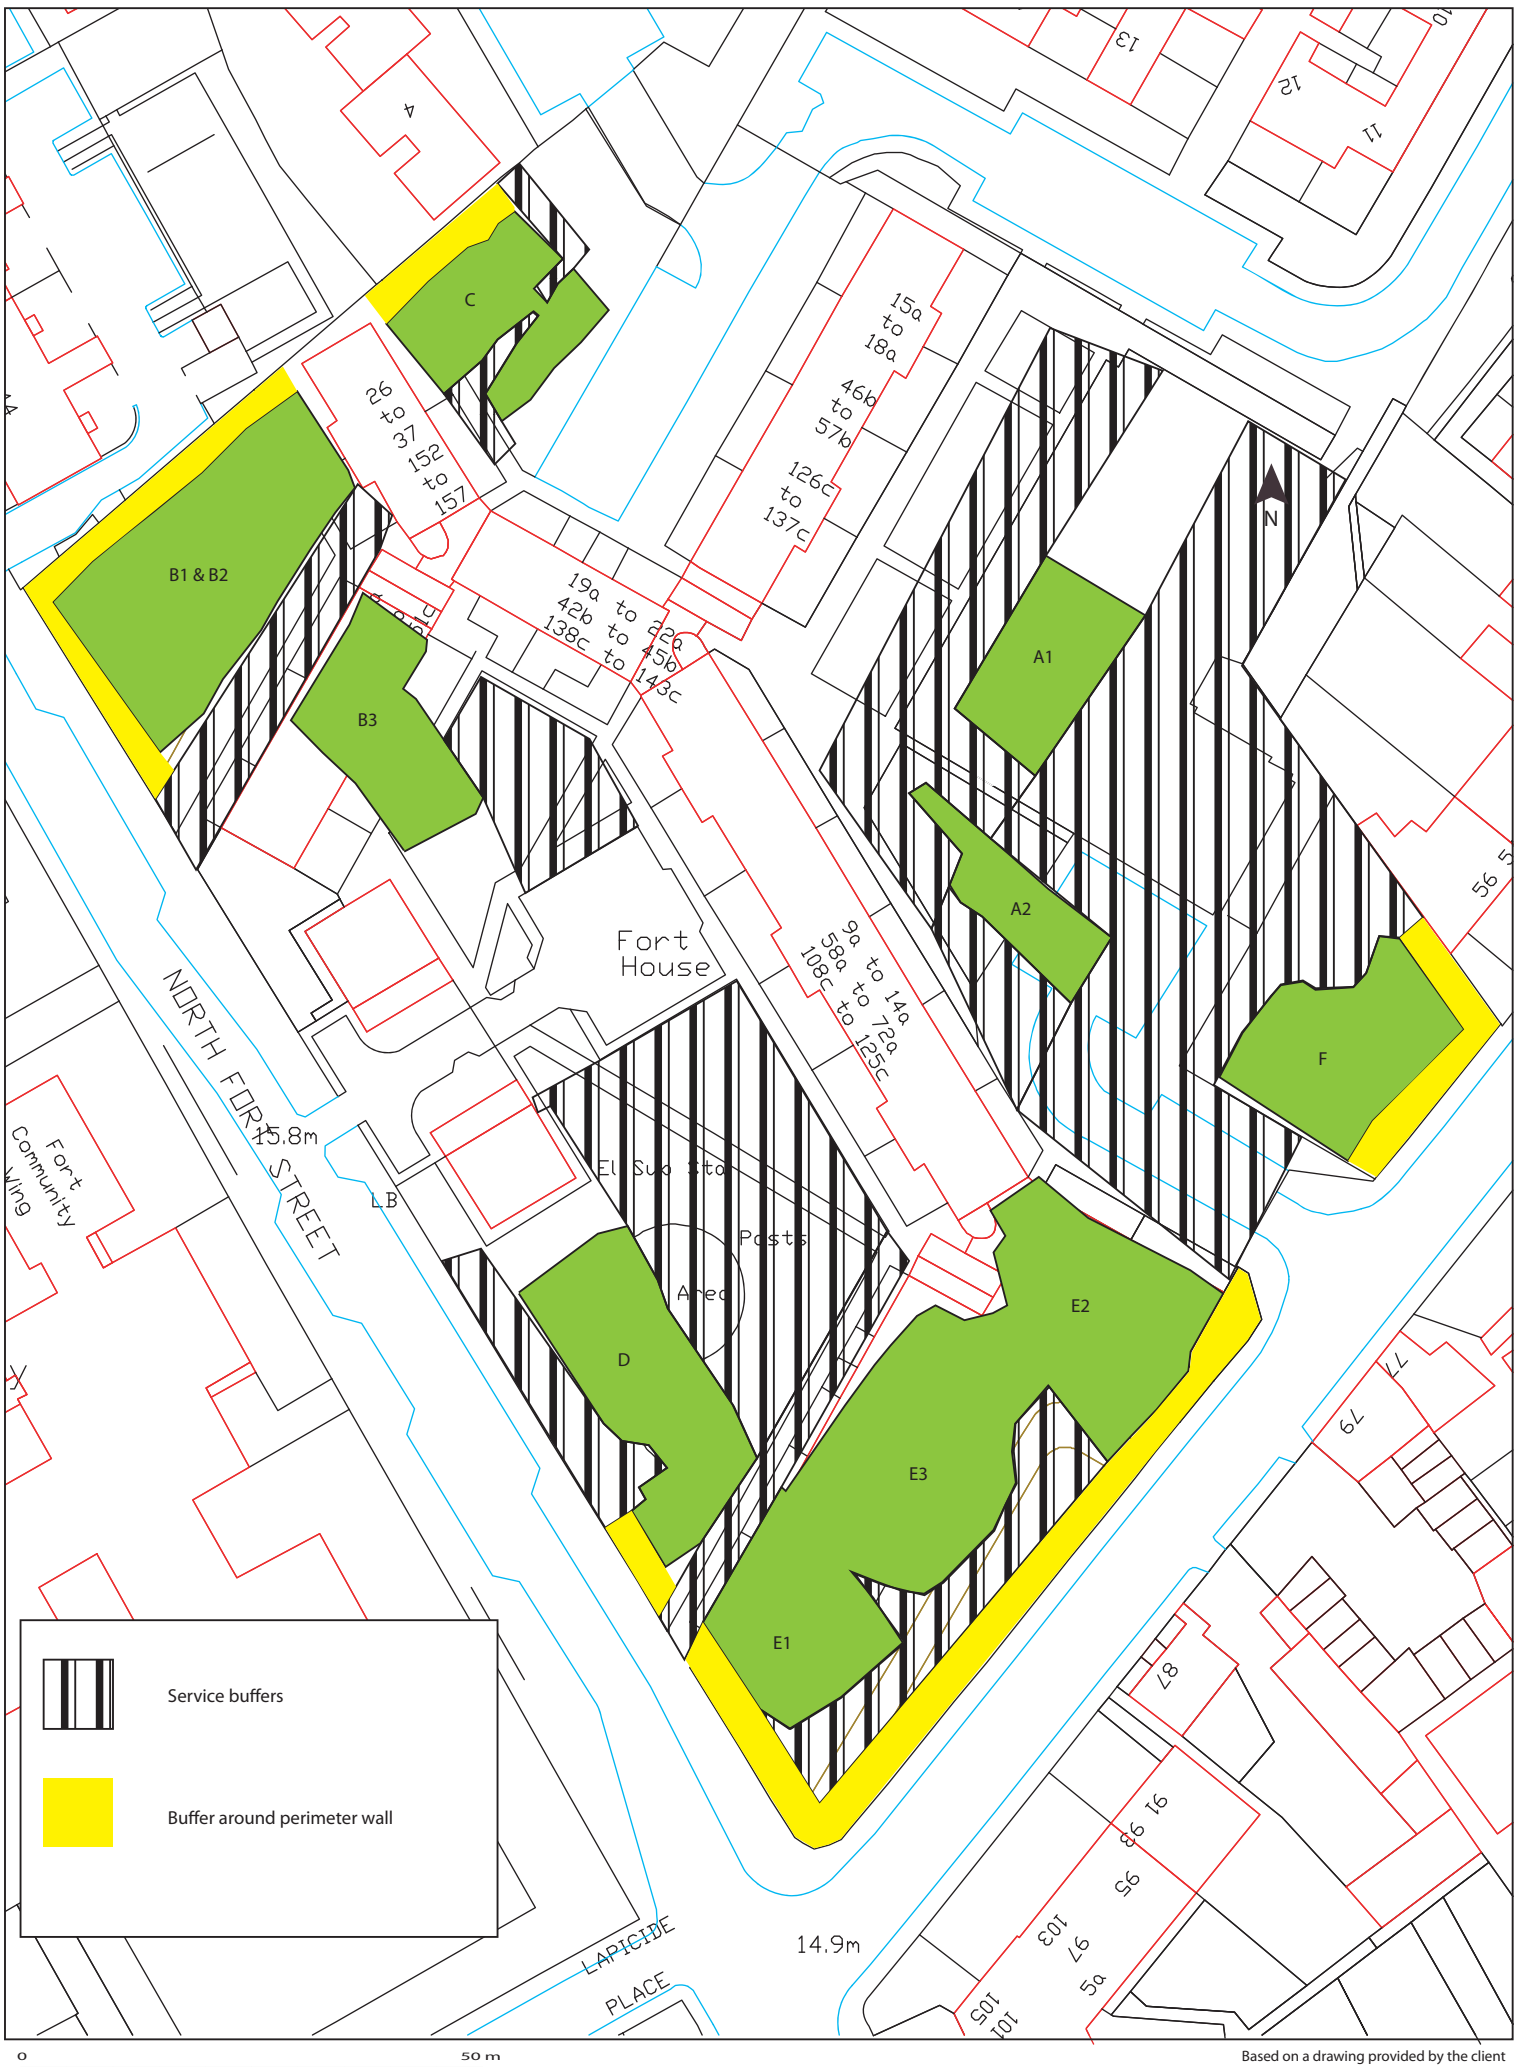 10
13
12
11
4
C
15a
to
18a
26
to
37
152
to
157
46b
to
57b
126c
to
137c
N
B1 & B2
19a to 22a
42b to 45b
138c to 143c
A1
B3
56
A2
Fort
House
9a to 14a
58a to 72a
108c to 125c
NORTH FORT STREET
F
15.8m
Fort
Community
Wing
El Sub Sta
LB
Posts
Area
E2
D
77
79
E3
E1
87
Service buffers
Buffer around perimeter wall
91 93
95
97
103
5a
14.9m
LAPICIDE
PLACE
105
101
0
50 m
Based on a drawing provided by the client